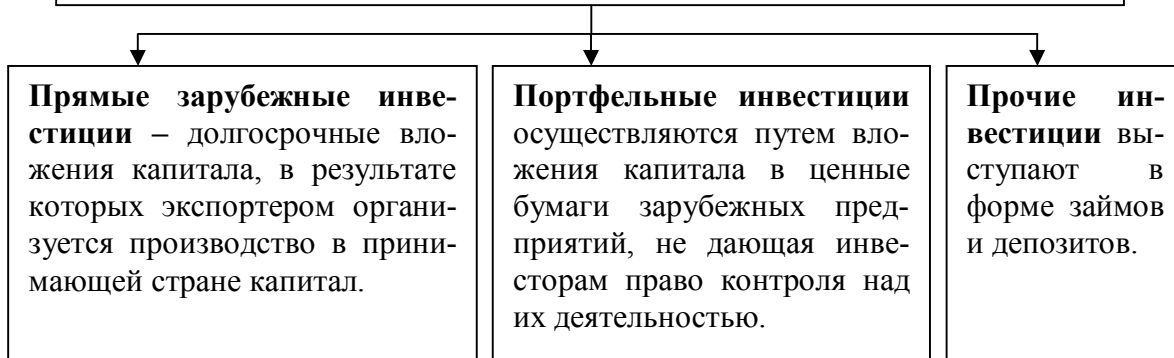 Прямые зарубежные инве-
стиции – долгосрочные вло-
жения капитала, в результате
которых экспортером органи-
зуется производство в прини-
мающей стране капитал.
Портфельные инвестиции
осуществляются путем вло-
жения капитала в ценные
бумаги зарубежных пред-
приятий, не дающая инве-
сторам право контроля над
их деятельностью.
Прочие ин-
вестиции вы-
ступают в
форме займов
и депозитов.